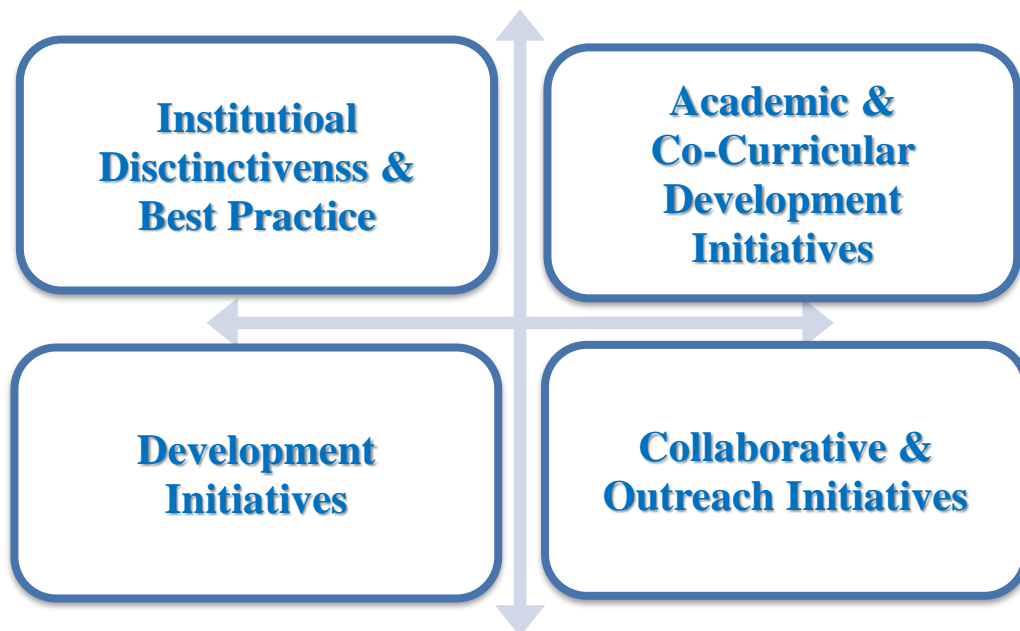 Institutioal
Disctinctivenss &
Best Practice
Academic &
Co-Curricular
Development
Initiatives
Development
Initiatives
Collaborative &
Outreach Initiatives